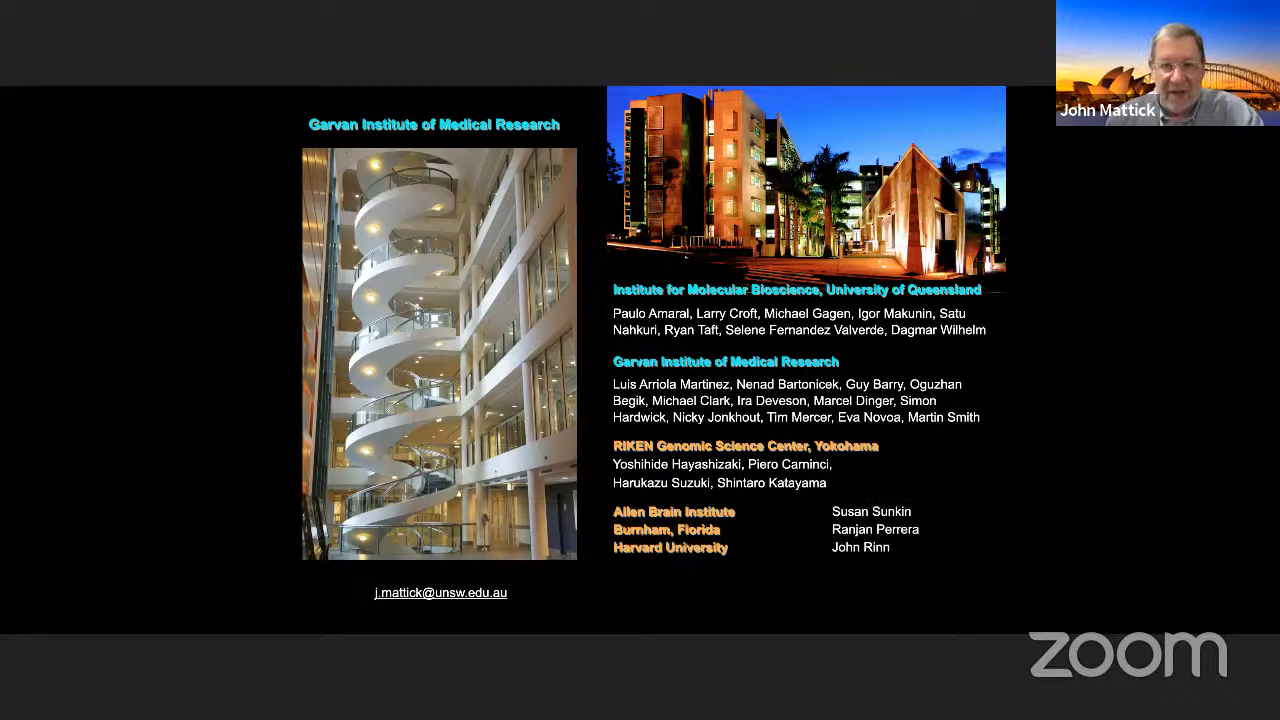 John Mattick
Garvan Institute of Medical Research
Institute for Molecular Bioscience, University of Queensland
Paulo Amaral, Larry Croft, Michael Gagen, Igor Makunin, Satu
Nahkuri, Ryan Taft, Selene Fernandez Valverde, Dagmar Wilhelm
Garvan Institute of Medical Research
Luis Arriola Martinez, Nenad Bartonicek, Guy Barry, Oguzhan
Begik, Michael Clark, Ira Deveson, Marcel Dinger, Simon
Hardwick, Nicky Jonkhout, Tim Mercer, Eva Novoa, Martin Smith
RIKEN Genomic Science Center, Yokohama
Yoshihide Hayashizaki, Piero Carninci,
Harukazu Suzuki, Shintaro Katayama
Allen Brain Institute Susan Sunkin
Burnham, Florida Ranjan Perrera
Harvard University John Rinn
j.mattick@unsw.edu.au
zoom